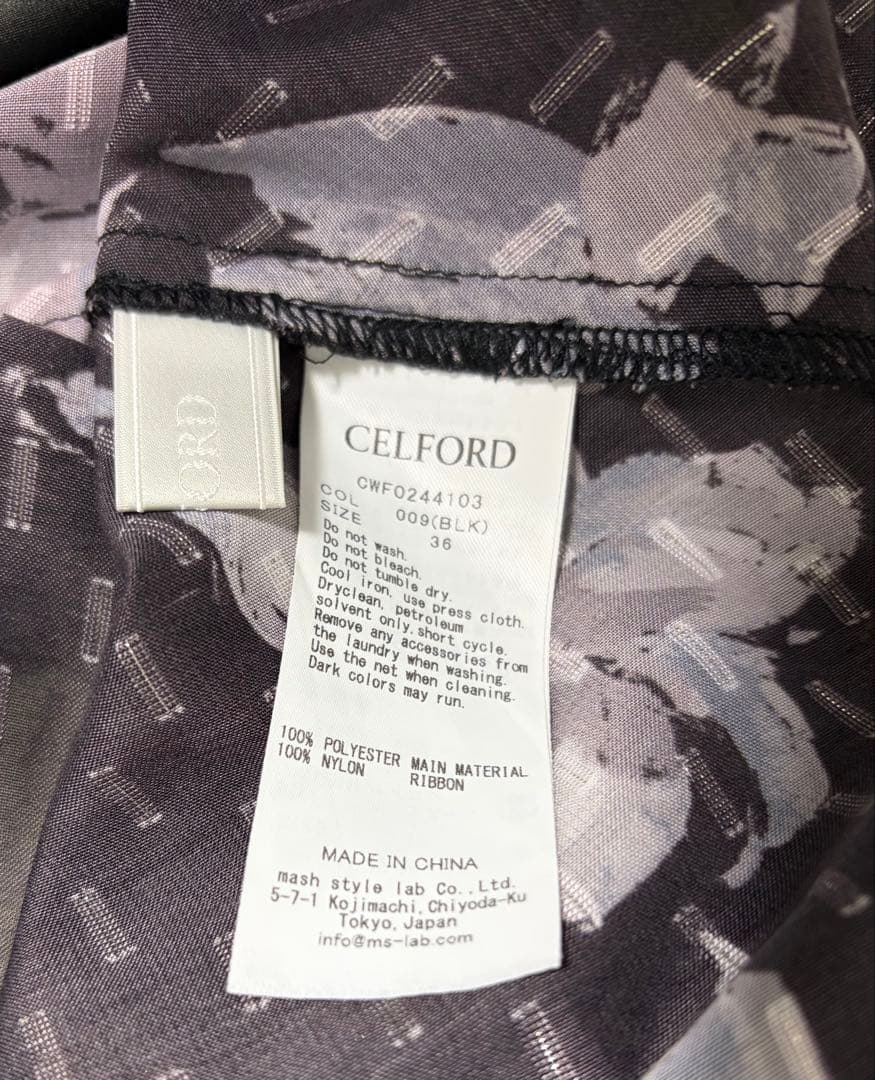 ORD
CELFORD
CWF0244103
COL 009(BLK)
SIZE 36
Do not wash.
Do not bleach.
Do not tumble dry.
Cool iron, use press cloth.
Dryclean, petroleum
solvent only, short cycle.
Remove any accessories from
the laundry when washing.
Use the net when cleaning.
Dark colors may run.
100% POLYESTER MAIN MATERIAL
100% NYLON RIBBON
MADE IN CHINA
mash style lab Co.,Ltd.
5-7-1 Kojimachi,Chiyoda-Ku
Tokyo,Japan
info@ms-lab.com